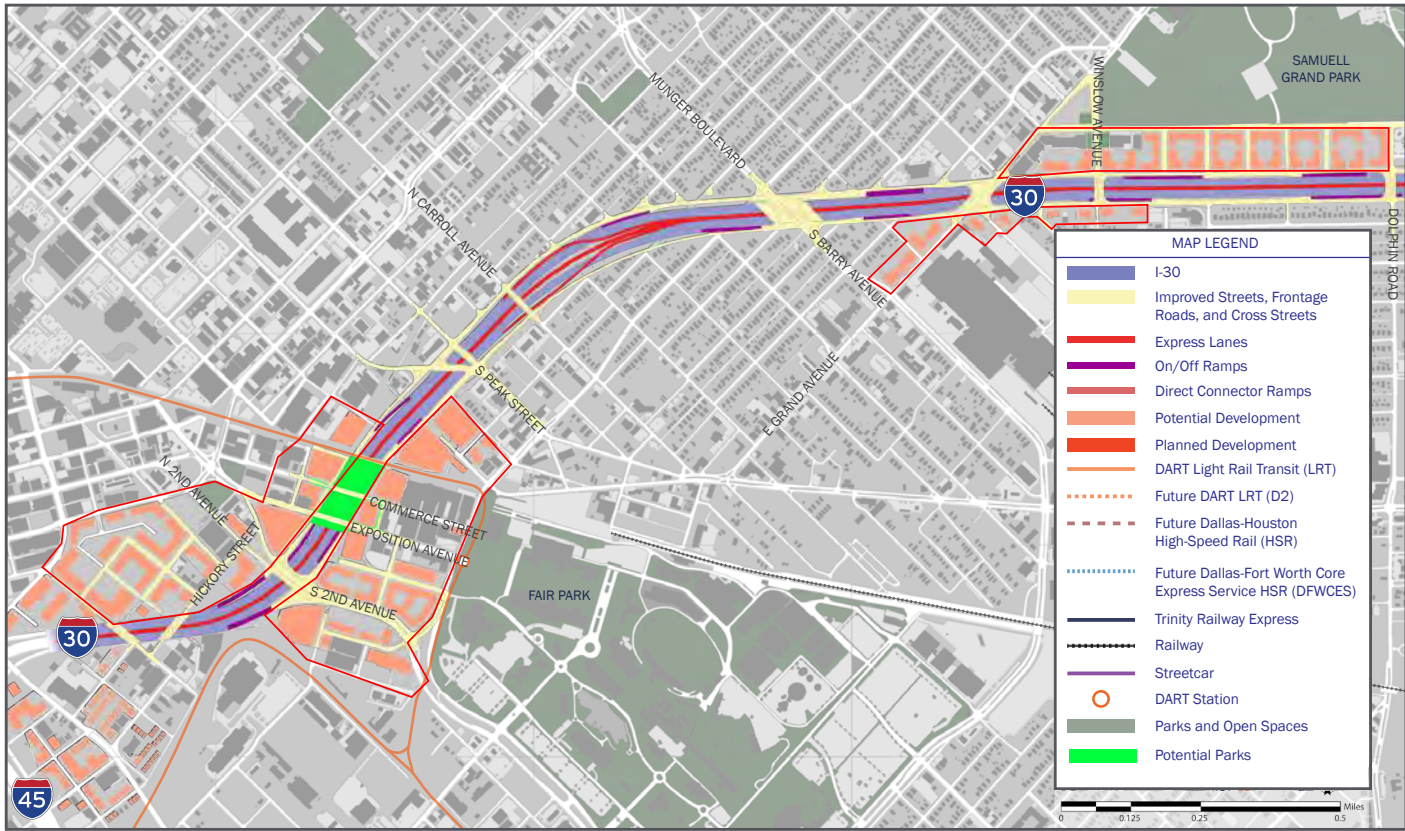 SAMUELL
GRAND PARK
WINSLOW AVENUE
MUNGER BOULEVARD
N CARROLL AVENUE
30
S BARRY AVENUE
DOLPHIN ROAD
S PEAK STREET
E GRAND AVENUE
N 2ND AVENUE
COMMERCE STREET
EXPOSITION AVENUE
HICKORY STREET
S 2ND AVENUE
FAIR PARK
30
45
MAP LEGEND
I-30
Improved Streets, Frontage
Roads, and Cross Streets
Express Lanes
On/Off Ramps
Direct Connector Ramps
Potential Development
Planned Development
DART Light Rail Transit (LRT)
Future DART LRT (D2)
Future Dallas-Houston
High-Speed Rail (HSR)
Future Dallas-Fort Worth Core
Express Service HSR (DFWCES)
Trinity Railway Express
Railway
Streetcar
DART Station
Parks and Open Spaces
Potential Parks
Miles
0 0.125 0.25 0.5